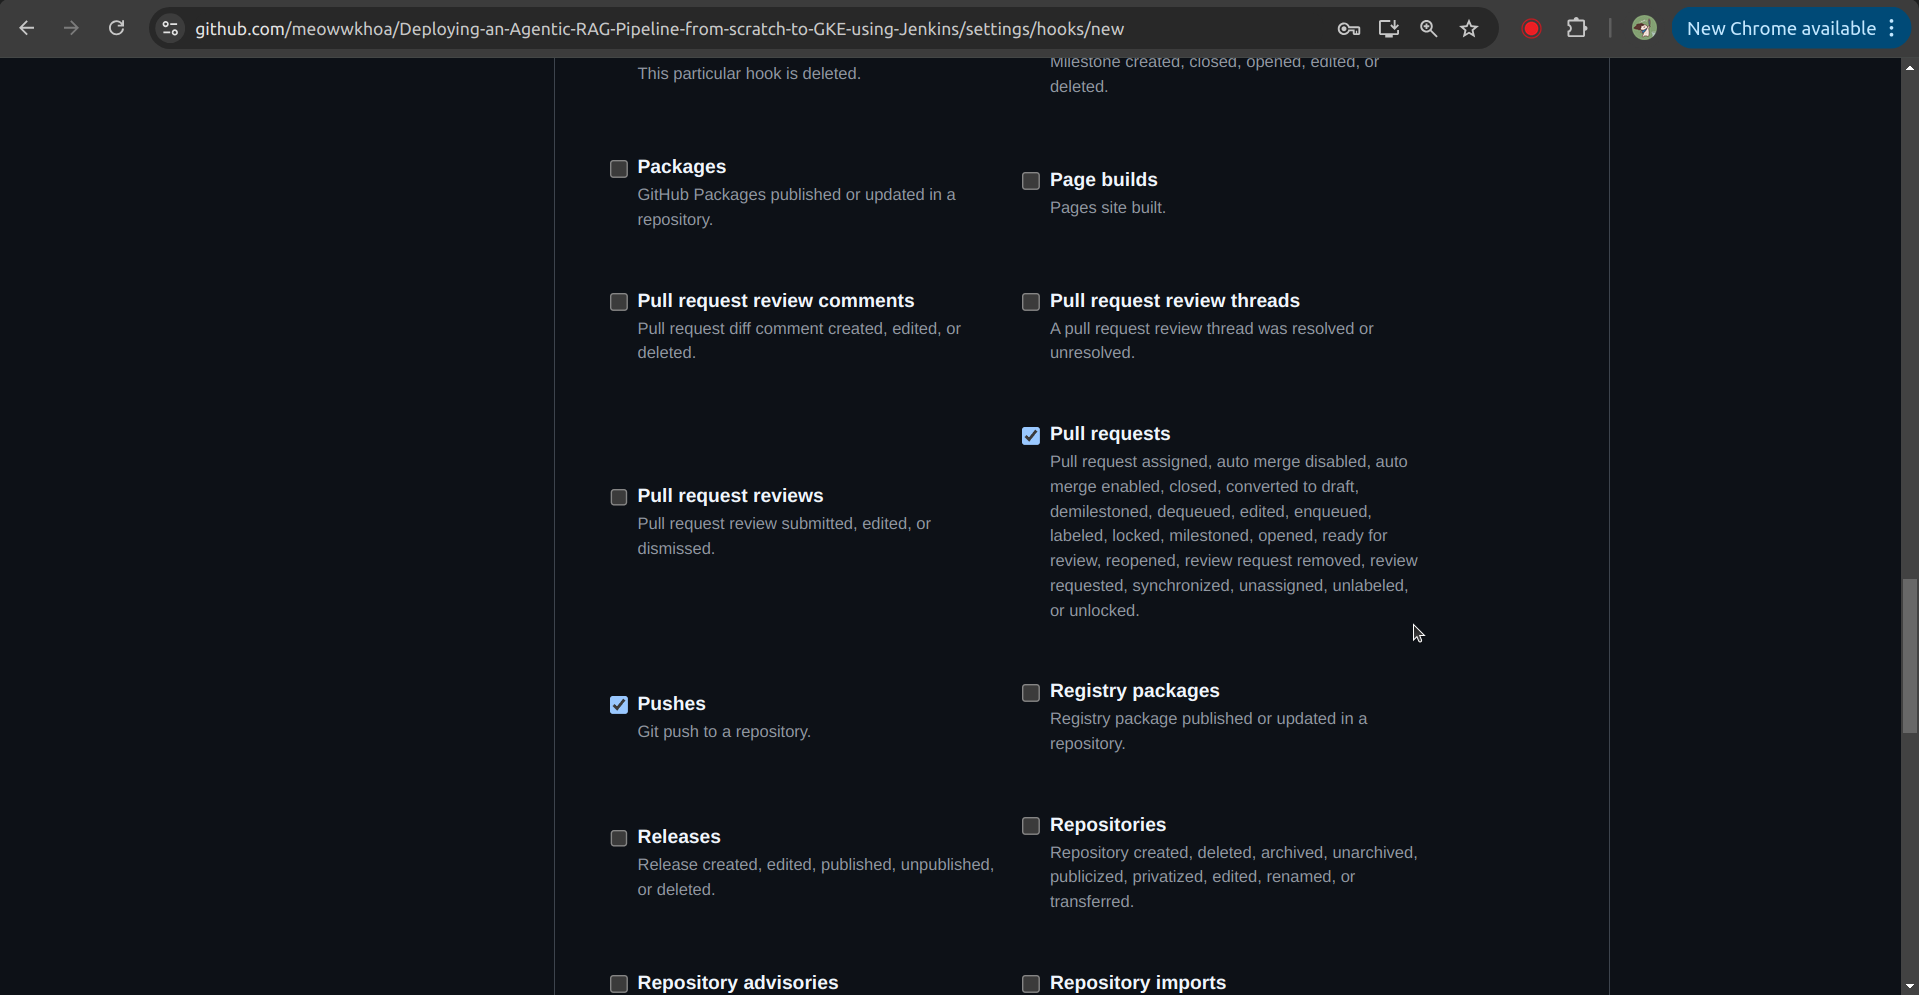 github.com/meowwkhoa/Deploying-an-Agentic-RAG-Pipeline-from-scratch-to-GKE-using-Jenkins/settings/hooks/new
New Chrome available
This particular hook is deleted.
Milestone created, closed, opened, edited, or
deleted.
Packages
GitHub Packages published or updated in a
repository.
Page builds
Pages site built.
Pull request review comments
Pull request diff comment created, edited, or
deleted.
Pull request review threads
A pull request review thread was resolved or
unresolved.
Pull request reviews
Pull request review submitted, edited, or
dismissed.
Pull requests
Pull request assigned, auto merge disabled, auto
merge enabled, closed, converted to draft,
demilestoned, dequeued, edited, enqueued,
labeled, locked, milestoned, opened, ready for
review, reopened, review request removed, review
requested, synchronized, unassigned, unlabeled,
or unlocked.
Pushes
Git push to a repository.
Registry packages
Registry package published or updated in a
repository.
Releases
Release created, edited, published, unpublished,
or deleted.
Repositories
Repository created, deleted, archived, unarchived,
publicized, privatized, edited, renamed, or
transferred.
Repository advisories
Repository imports